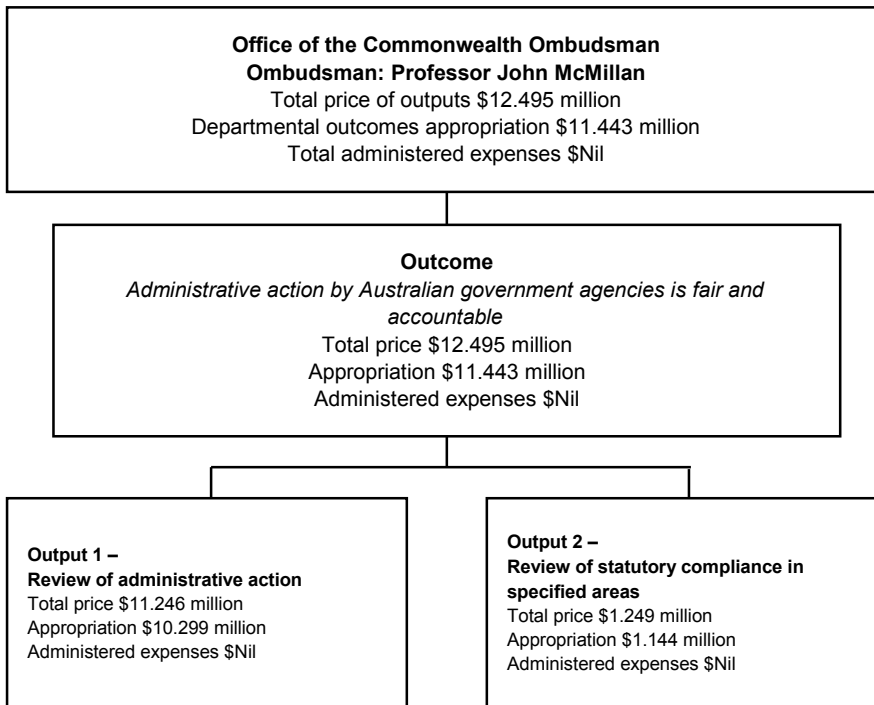 Office of the Commonwealth Ombudsman
Ombudsman: Professor John McMillan
Total price of outputs $12.495 million
Departmental outcomes appropriation $11.443 million
Total administered expenses $Nil
Outcome
Administrative action by Australian government agencies is fair and
accountable
Total price $12.495 million
Appropriation $11.443 million
Administered expenses $Nil
Output 1 –
Review of administrative action
Total price $11.246 million
Appropriation $10.299 million
Administered expenses $Nil
Output 2 –
Review of statutory compliance in
specified areas
Total price $1.249 million
Appropriation $1.144 million
Administered expenses $Nil